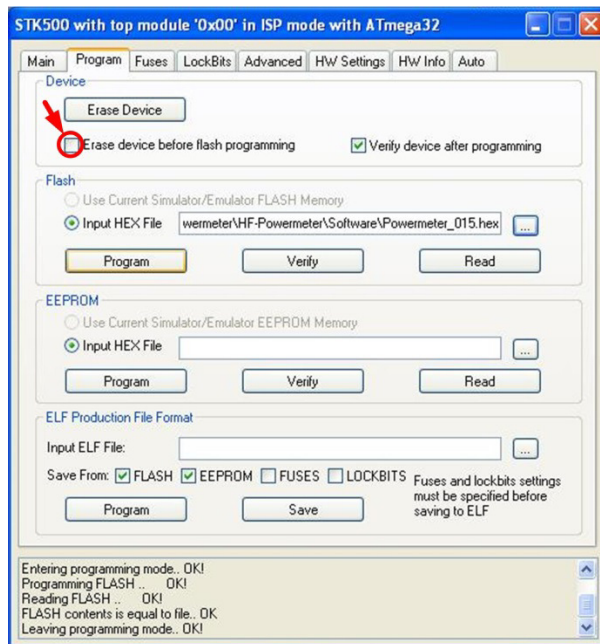 STK500 with top module '0x00' in ISP mode with ATmega32
Main Program Fuses LockBits Advanced HW Settings HW Info Auto
Device
Erase Device
Erase device before flash programming Verify device after programming
Flash
Use Current Simulator/Emulator FLASH Memory
Input HEX File wermeter\HF-Powermeter\Software\Powermeter_015.hex ...
Program Verify Read
EEPROM
Use Current Simulator/Emulator EEPROM Memory
Input HEX File ...
Program Verify Read
ELF Production File Format
Input ELF File: ...
Save From: FLASH EEPROM FUSES LOCKBITS Fuses and lockbits settings
must be specified before
saving to ELF
Program Save
Entering programming mode.. OK!
Programming FLASH .. OK!
Reading FLASH .. OK!
FLASH contents is equal to file.. OK
Leaving programming mode.. OK!